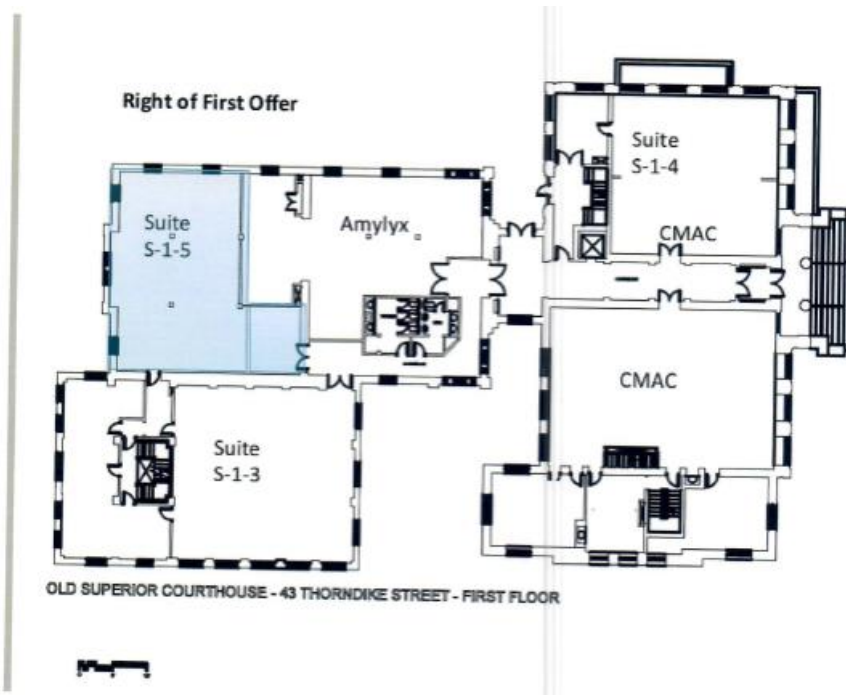 Right of First Offer
Suite
S-1-4
Suite
S-1-5
Amylyx
CMAC
CMAC
Suite
S-1-3
OLD SUPERIOR COURTHOUSE - 43 THORNDIKE STREET - FIRST FLOOR